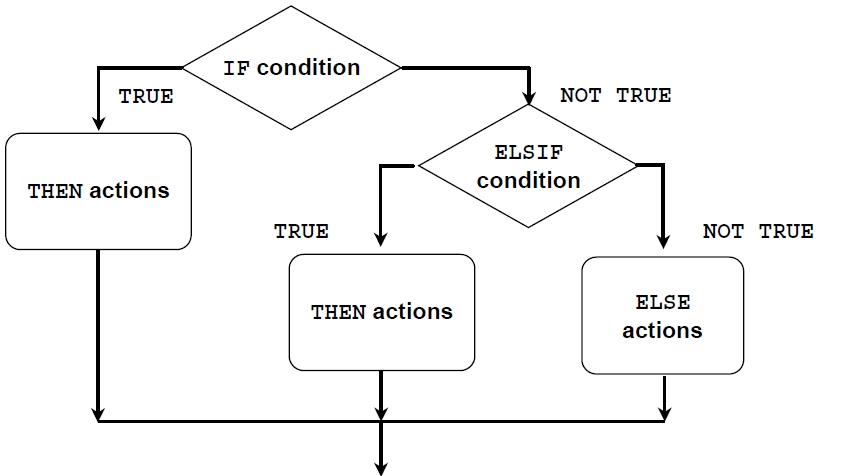 IF condition
TRUE
NOT TRUE
THEN actions
ELSIF
condition
TRUE
NOT TRUE
THEN actions
ELSE
actions